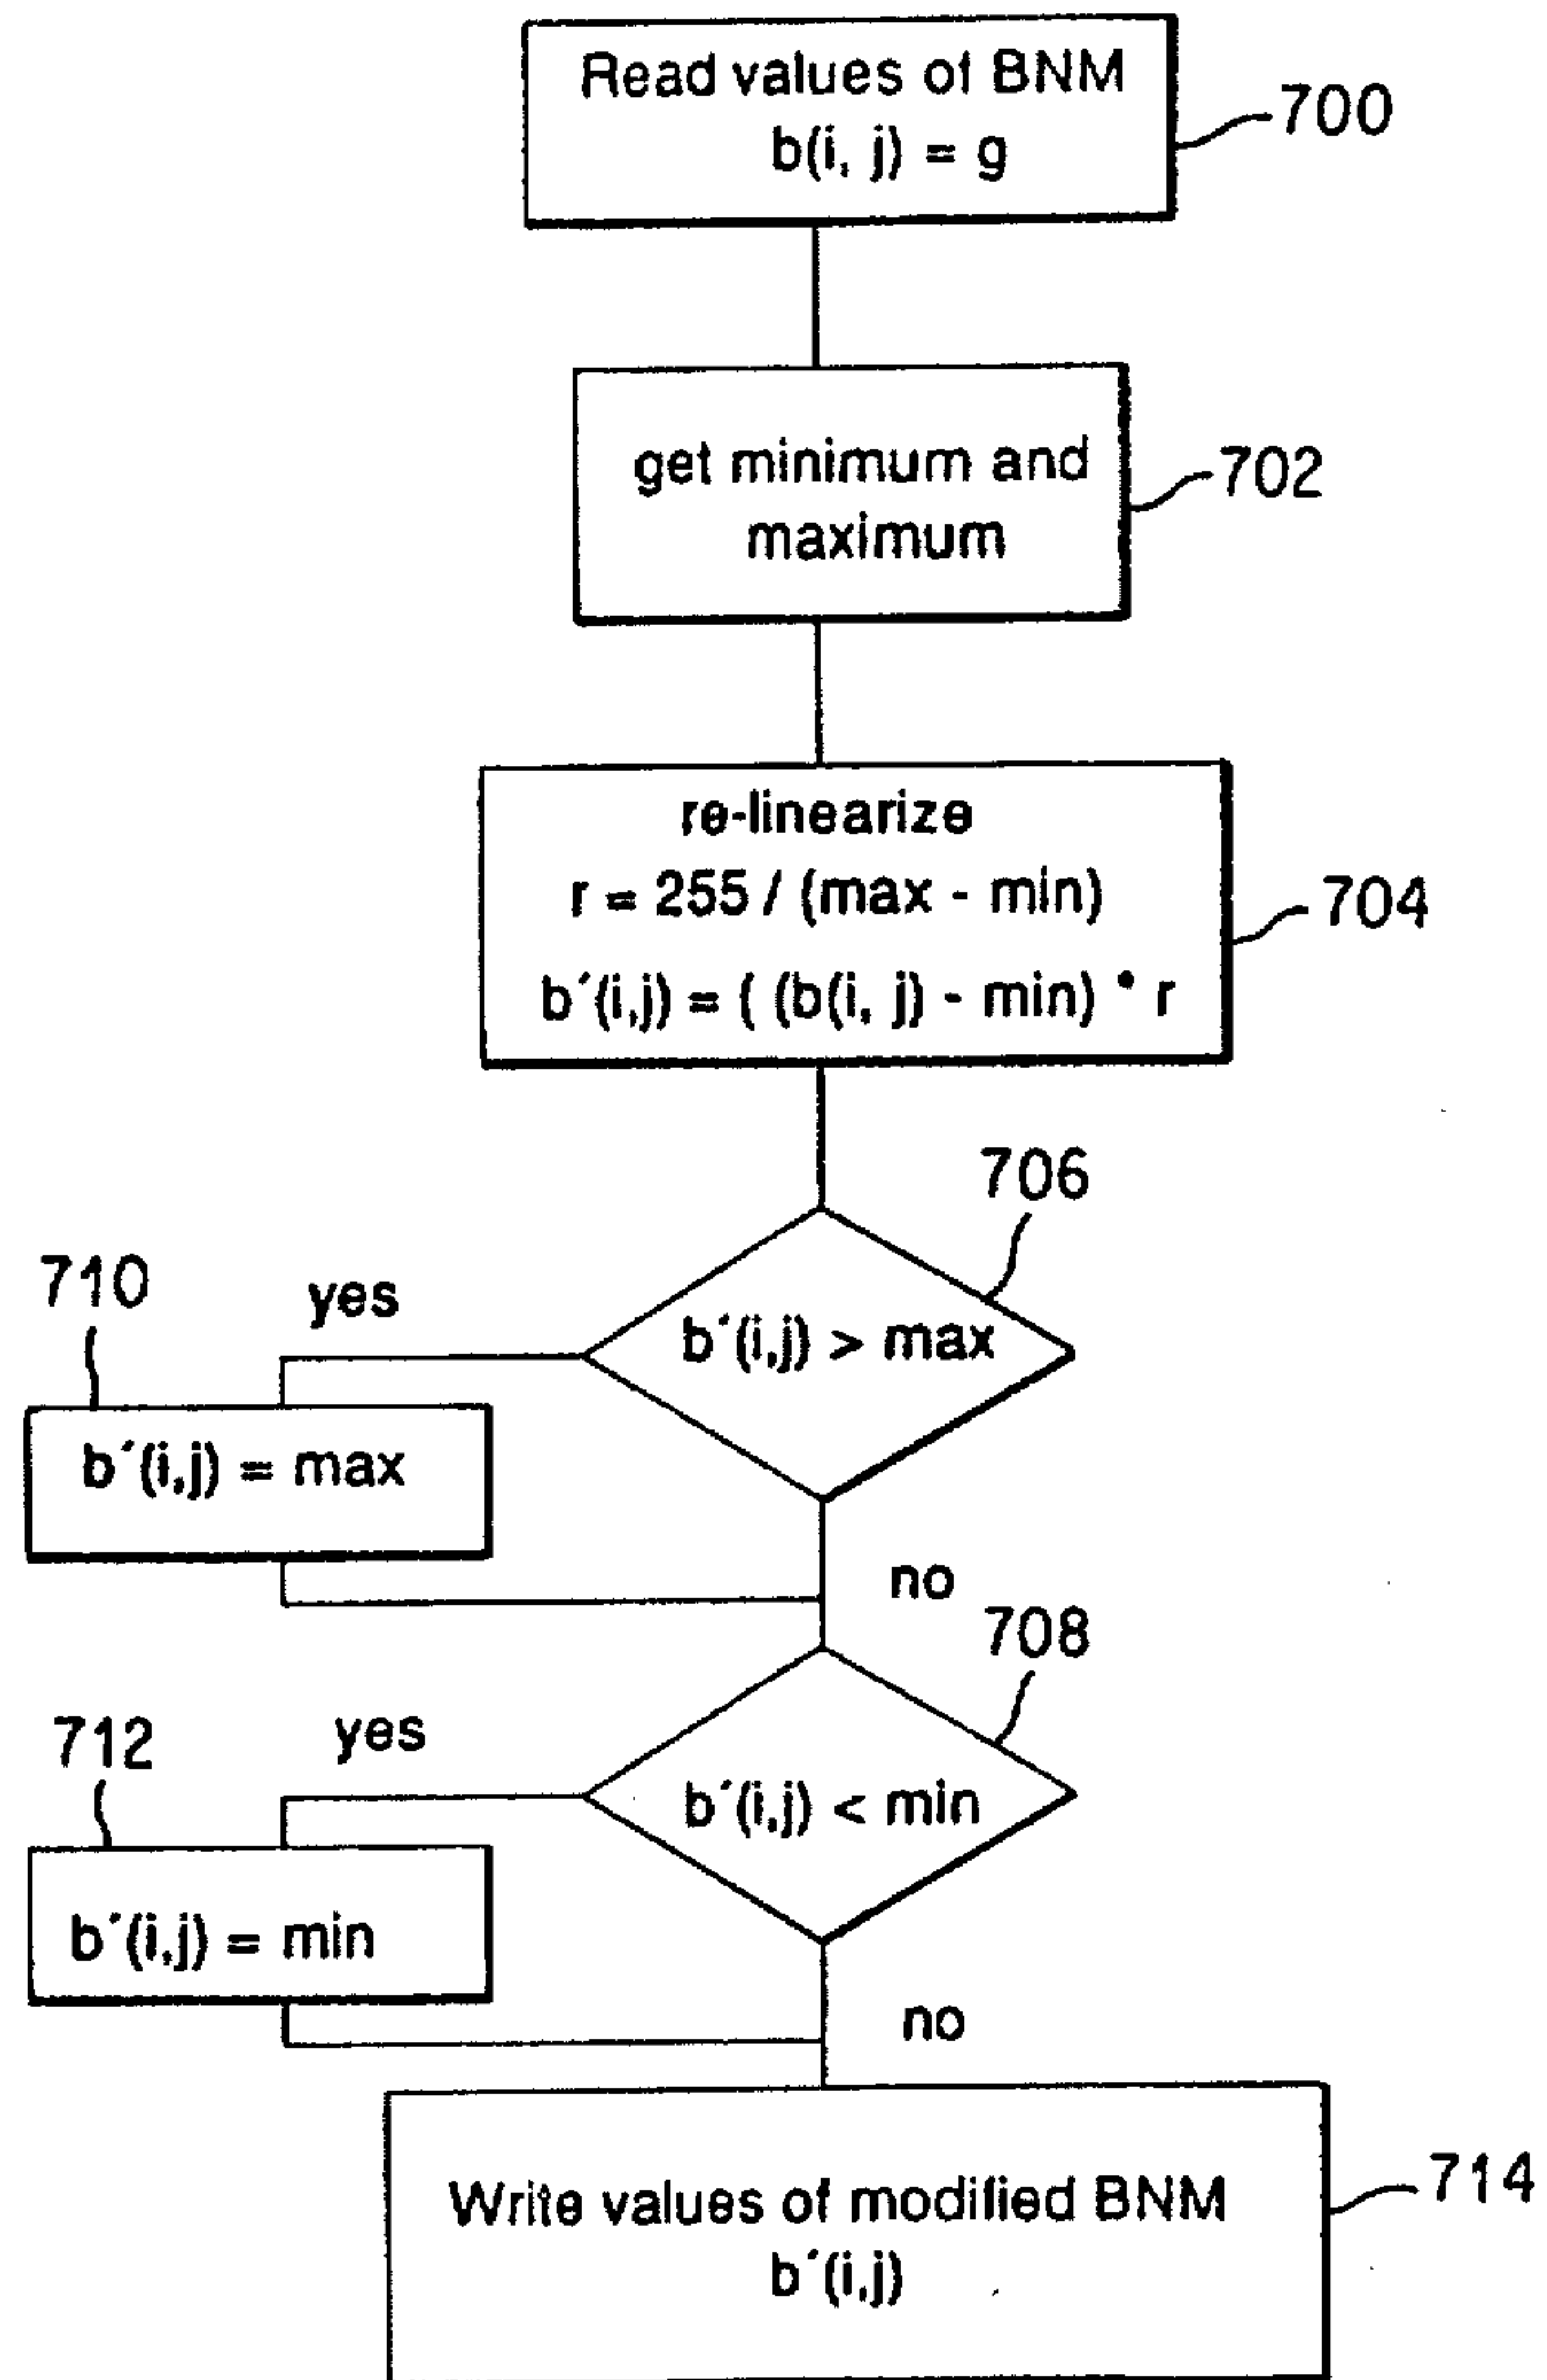 Read values of BNM
b(i, j) = g
700
get minimum and
maximum
702
re-linearize
r = 255 / (max - min)
b´(i,j) = ( (b(i, j) - min) * r
704
706
710
yes
b´(i,j) > max
b´(i,j) = max
no
708
712
yes
b´(i,j) < min
b´(i,j) = min
no
Write values of modified BNM
b´(i,j)
714